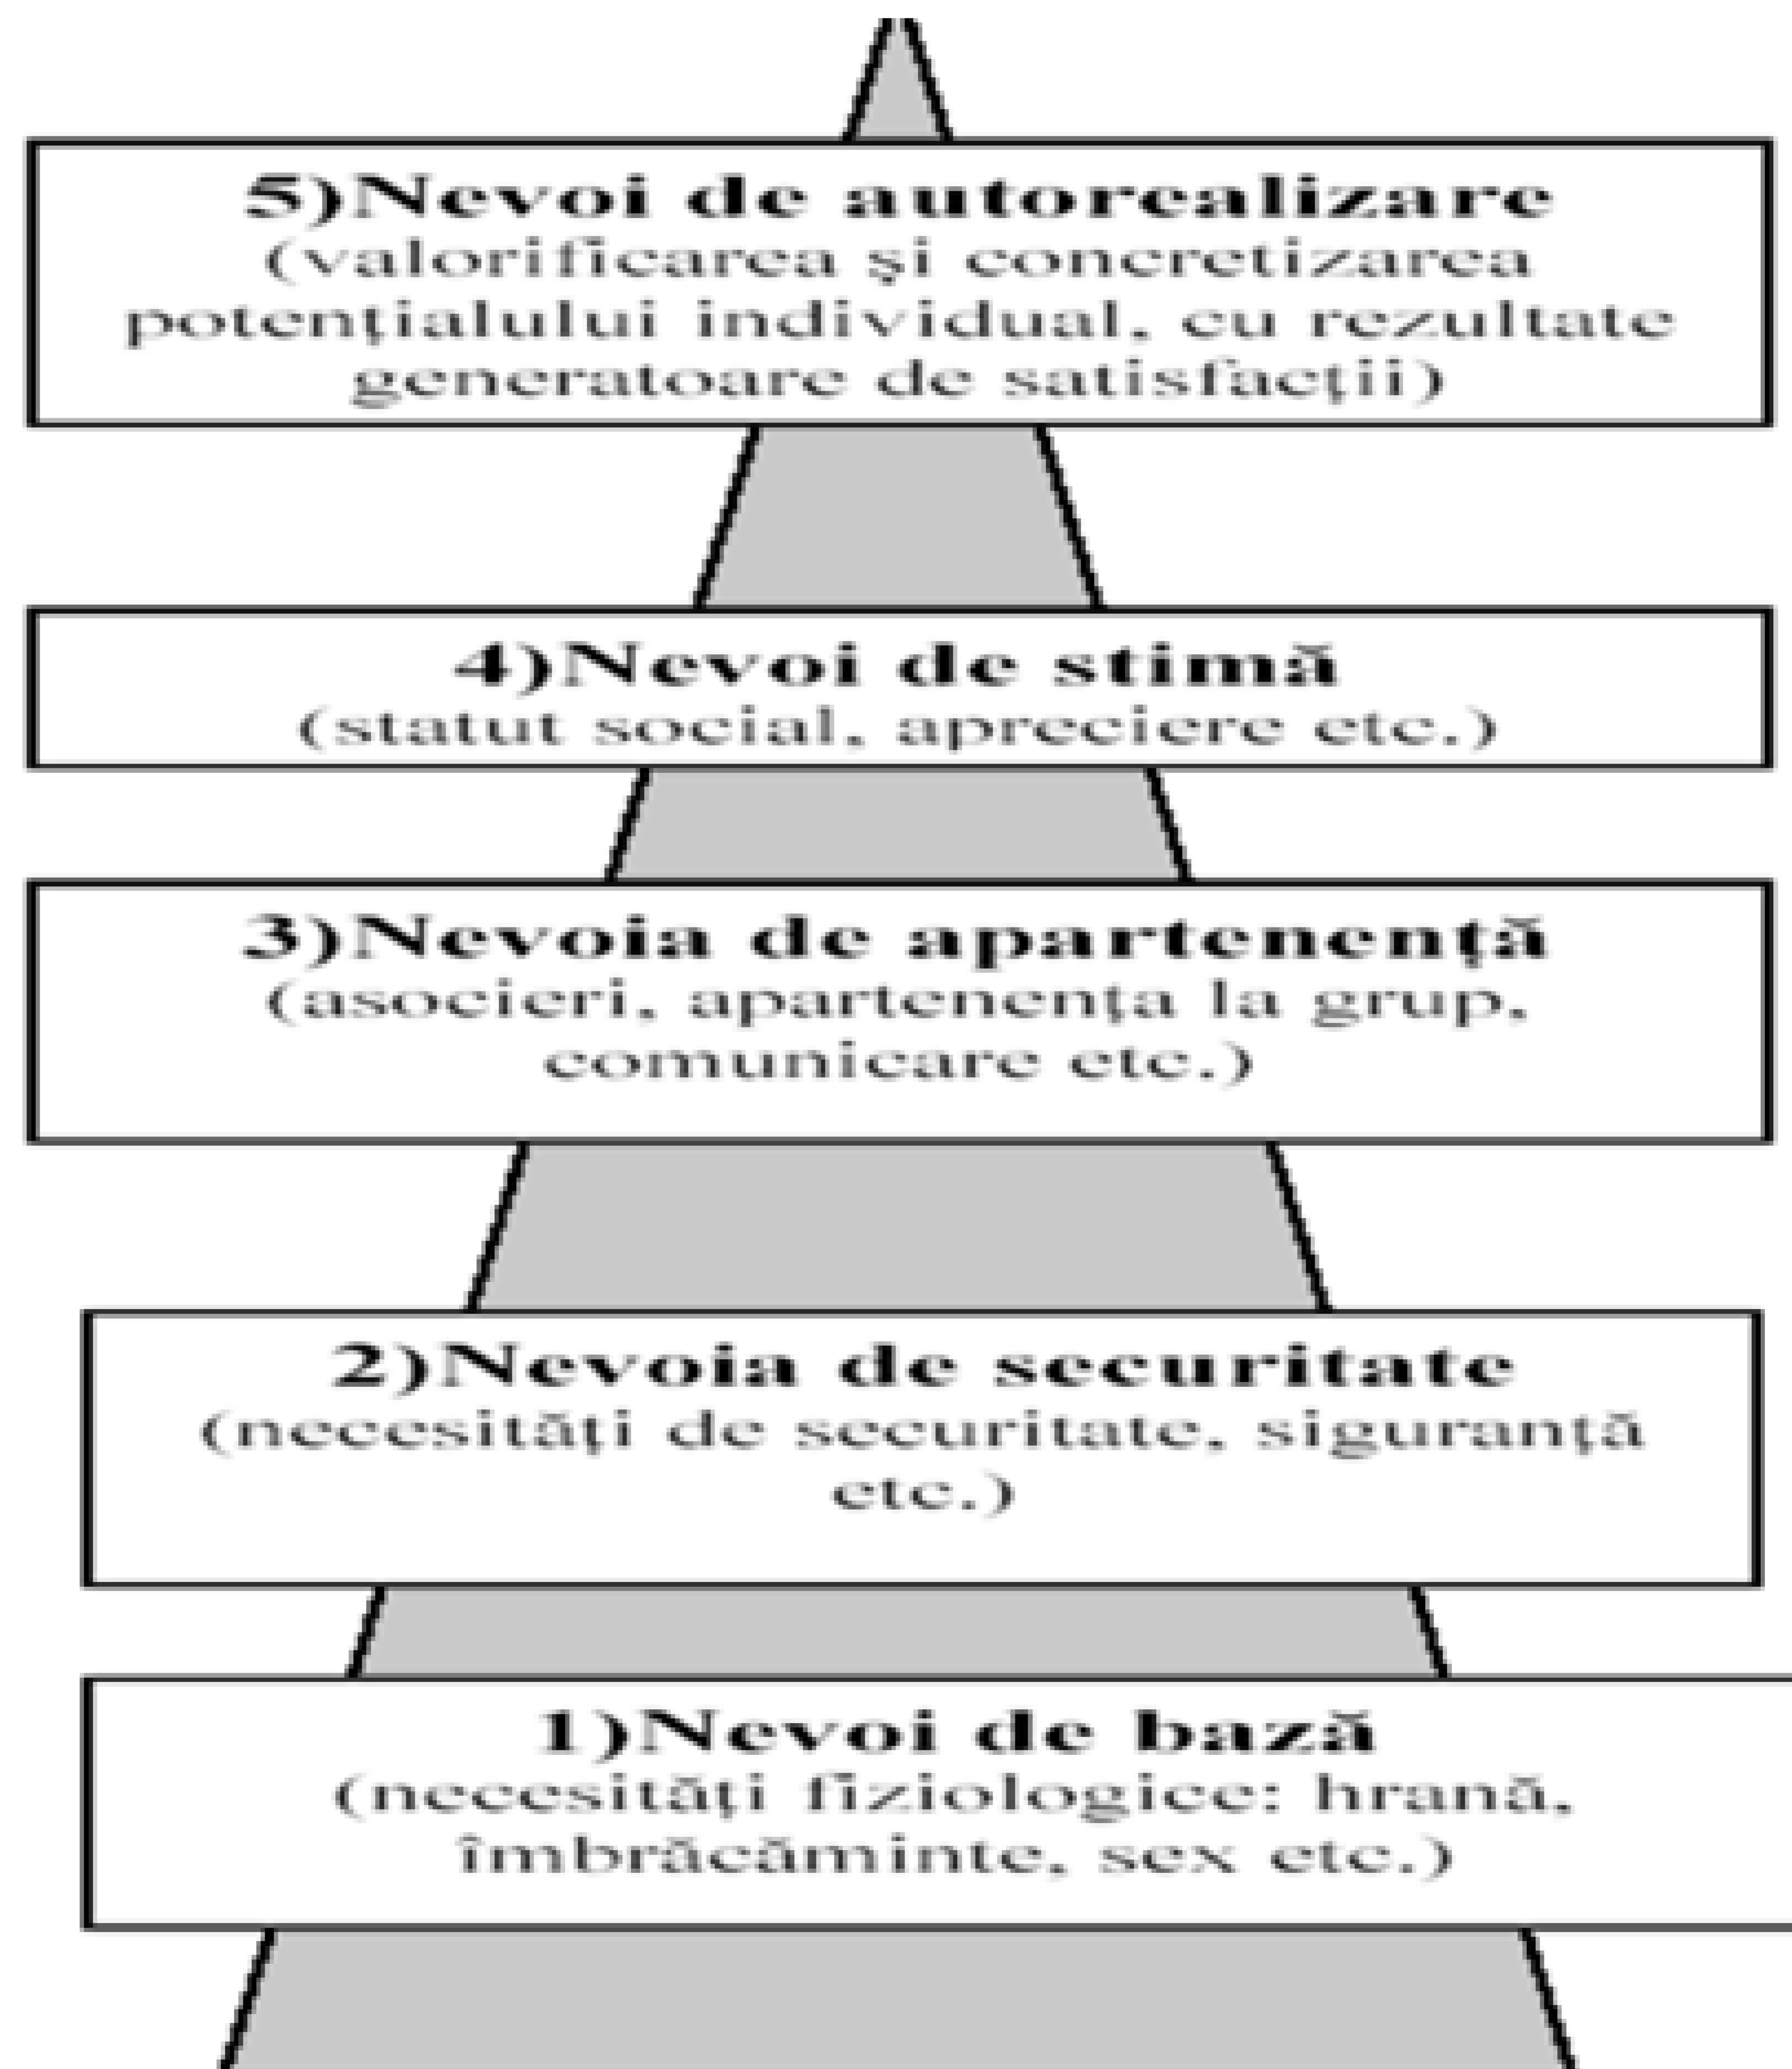 5)Nevoi de autorealizare
(valorificarea şi concretizarea
potenţialului individual, cu rezultate
generatoare de satisfacţii)
4)Nevoi de stimă
(statut social, apreciere etc.)
3)Nevoia de apartenenţă
(asocieri, apartenenţa la grup,
comunicare etc.)
2)Nevoia de securitate
(necesităţi de securitate, siguranţă
etc.)
1)Nevoi de bază
(necesităţi fiziologice: hrană,
îmbrăcăminte, sex etc.)